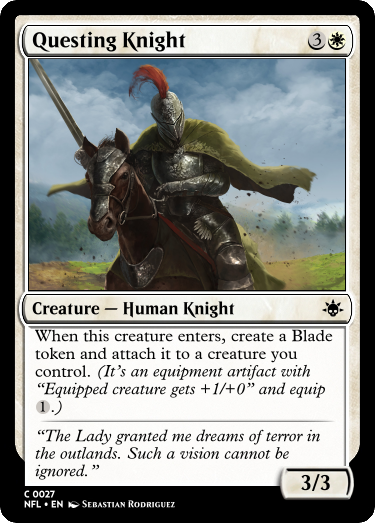 Questing Knight 3
Creature — Human Knight
When this creature enters, create a Blade
token and attach it to a creature you
control. (It's an equipment artifact with
“Equipped creature gets +1/+0” and equip
1.)
“The Lady granted me dreams of terror in
the outlands. Such a vision cannot be
ignored.”
3/3
C 0027
NFL • EN Sebastian Rodriguez